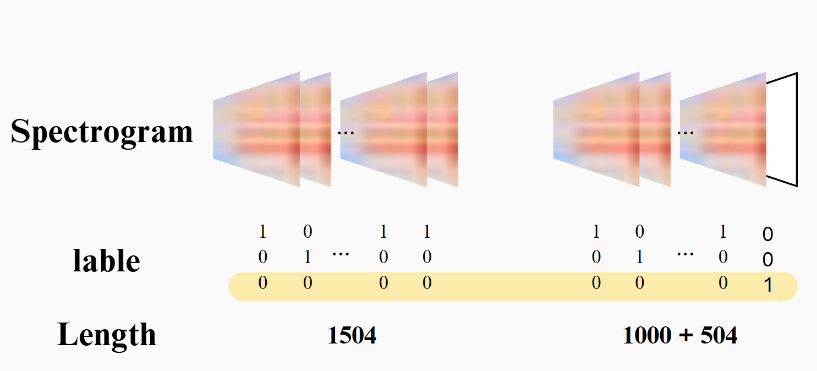 Spectrogram ... ...
1 0 1 1 1 0 1 0
lable 0 1 ... 0 0 0 1 ... 0 0
0 0 0 0 0 0 0 1
Length 1504 1000 + 504